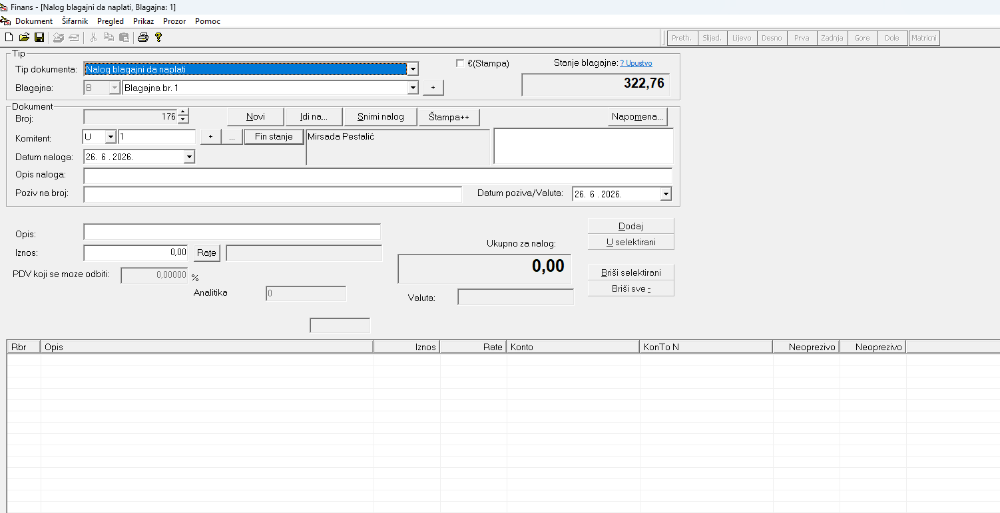 Finans - [Nalog blagajni da naplati, Blagajna: 1]
Dokument Šifarnik Pregled Prikaz Prozor Pomoc
Preth. Slijed. Lijevo Desno Prva Zadnja Gore Dole Matricni
Tip
Tip dokumenta: Nalog blagajni da naplati €(Stampa) Stanje blagajne: ? Upustvo
322,76
Blagajna: B Blagajna br. 1 +
Dokument
Broj: 176 Novi Idi na... Snimi nalog Štampa++ Napomena...
Komitent: U 1 + ... Fin stanje Mirsada Pestalić
Datum naloga: 26. 6 . 2026.
Opis naloga:
Poziv na broj: Datum poziva/Valuta: 26. 6 . 2026.
Opis: Dodaj
Ukupno za nalog: U selektirani
Iznos: 0,00 Rate
0,00
PDV koji se moze odbiti: 0,00000 % Briši selektirani
Analitika 0 Valuta: Briši sve -
Rbr Opis Iznos Rate Konto KonTo N Neoprezivo Neoprezivo